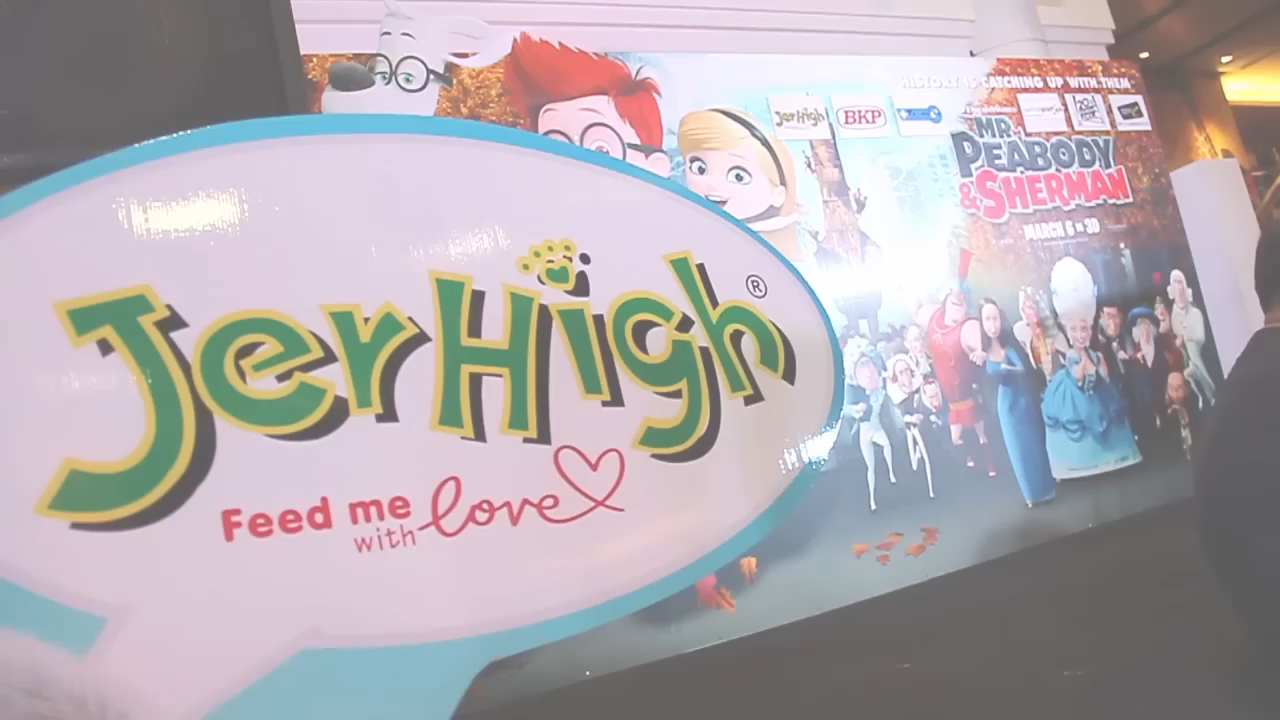 JerHigh®
Feed me
with love
HISTORY IS CATCHING UP WITH THEM
JerHigh
BKP
MR.
PEABODY
& SHERMAN
MARCH 6 IN 3D